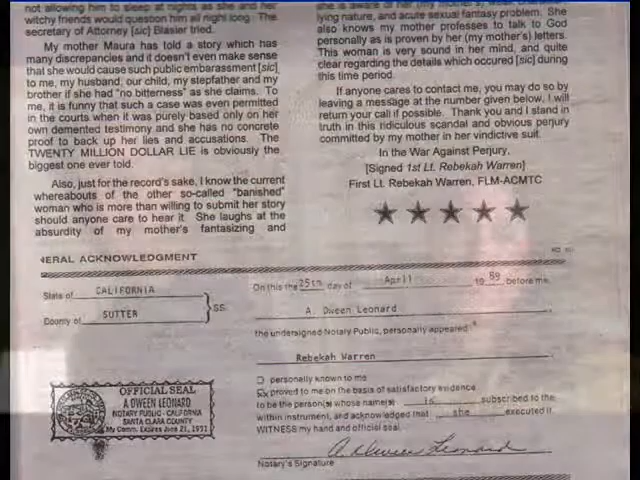 not allowing him to sleep at nights as she and her
witchy friends would question him all night long. The
secretary of Attorney [sic] Blasier tried.
My mother Maura has told a story which has
many discrepancies and it doesn't even make sense
that she would cause such public embarassment [sic]
to me, my husband, our child, my stepfather and my
brother if she had "no bitterness" as she claims. To
me, it is funny that such a case was even permitted
in the courts when it was purely based only on her
own demented testimony and she has no concrete
proof to back up her lies and accusations. The
TWENTY MILLION DOLLAR LIE is obviously the
biggest one ever told.
Also, just for the record's sake, I know the current
whereabouts of the other so-called "banished"
woman who is more than willing to submit her story
should anyone care to hear it. She laughs at the
absurdity of my mother's fantasizing and
lying nature, and acute sexual fantasy problem. She
also knows my mother professes to talk to God
personally as is proven by her (my mother's) letters.
This woman is very sound in her mind, and quite
clear regarding the details which occured [sic] during
this time period.
If anyone cares to contact me, you may do so by
leaving a message at the number given below, I will
return your call if possible. Thank you and I stand in
truth in this ridiculous scandal and obvious perjury
committed by my mother in her vindictive suit.
In the War Against Perjury,
[Signed 1st Lt. Rebekah Warren]
First Lt. Rebekah Warren, FLM-ACMTC
NERAL ACKNOWLEDGMENT
State of CALIFORNIA
County of SUTTER
SS.
On this the 25th day of April 19 89, before me,
A. Dween Leonard
the undersigned Notary Public, personally appeared
Rebekah Warren
personally known to me
proved to me on the basis of satisfactory evidence
to be the person(s) whose name(s) is subscribed to the
within instrument, and acknowledged that she executed it.
WITNESS my hand and official seal.
A. Dween Leonard
Notary's Signature
OFFICIAL SEAL
A DWEEN LEONARD
NOTARY PUBLIC - CALIFORNIA
SANTA CLARA COUNTY
My Comm. Expires June 21, 1991